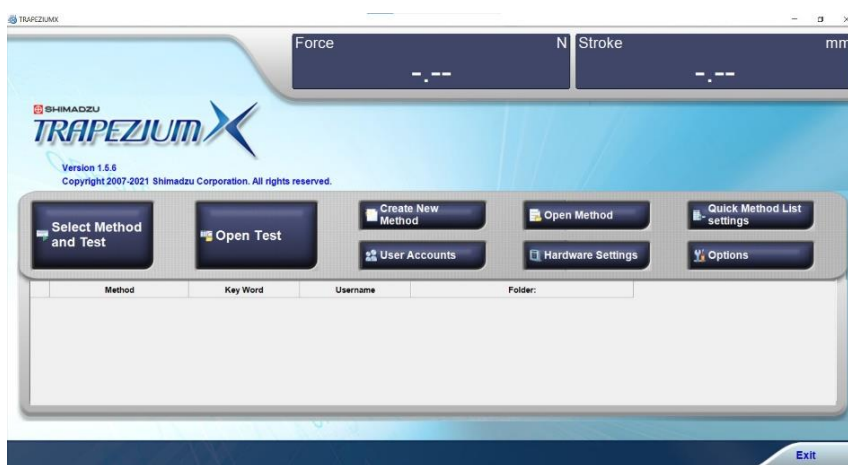 TRAPEZIUMX
Force N Stroke mm
-.-- -.--
SHIMADZU
TRAPEZIUM X
Version 1.5.6
Copyright 2007-2021 Shimadzu Corporation. All rights reserved.
Select Method
and Test
Open Test
Create New
Method
Open Method
Quick Method List
settings
User Accounts
Hardware Settings
Options
Method Key Word Username Folder:
Exit